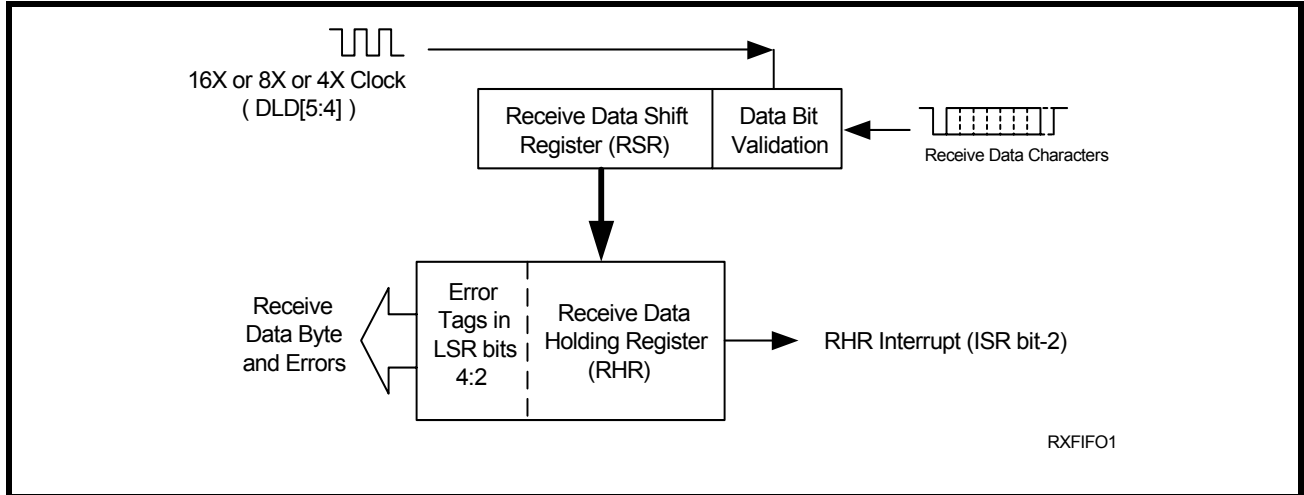 16X or 8X or 4X Clock
( DLD[5:4] )
Receive Data Shift
Register (RSR)
Data Bit
Validation
Receive Data Characters
Receive
Data Byte
and Errors
Error
Tags in
LSR bits
4:2
Receive Data
Holding Register
(RHR)
RHR Interrupt (ISR bit-2)
RXFIFO1